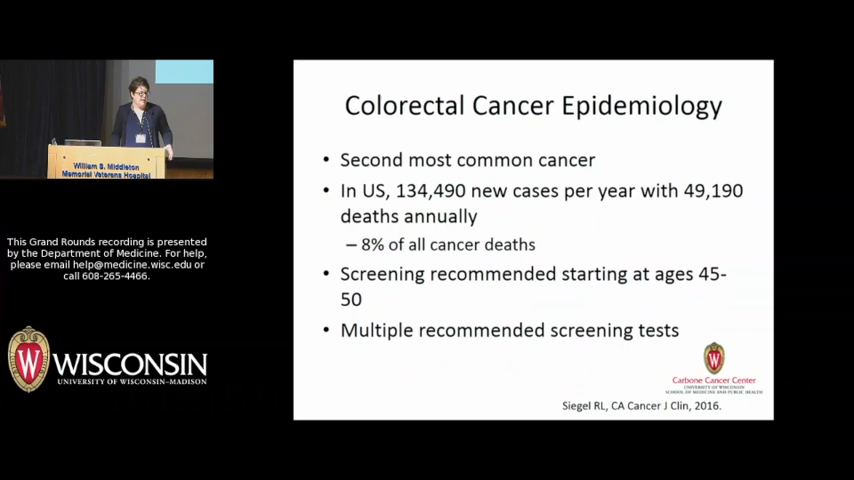 William S. Middleton
Memorial Veterans Hospital
This Grand Rounds recording is presented
by the Department of Medicine. For help,
please email help@medicine.wisc.edu or
call 608-265-4466.
W
WISCONSIN
UNIVERSITY OF WISCONSIN–MADISON
Colorectal Cancer Epidemiology
• Second most common cancer
• In US, 134,490 new cases per year with 49,190
deaths annually
– 8% of all cancer deaths
• Screening recommended starting at ages 45-
50
• Multiple recommended screening tests
W
Carbone Cancer Center
UNIVERSITY OF WISCONSIN
SCHOOL OF MEDICINE AND PUBLIC HEALTH
Siegel RL, CA Cancer J Clin, 2016.